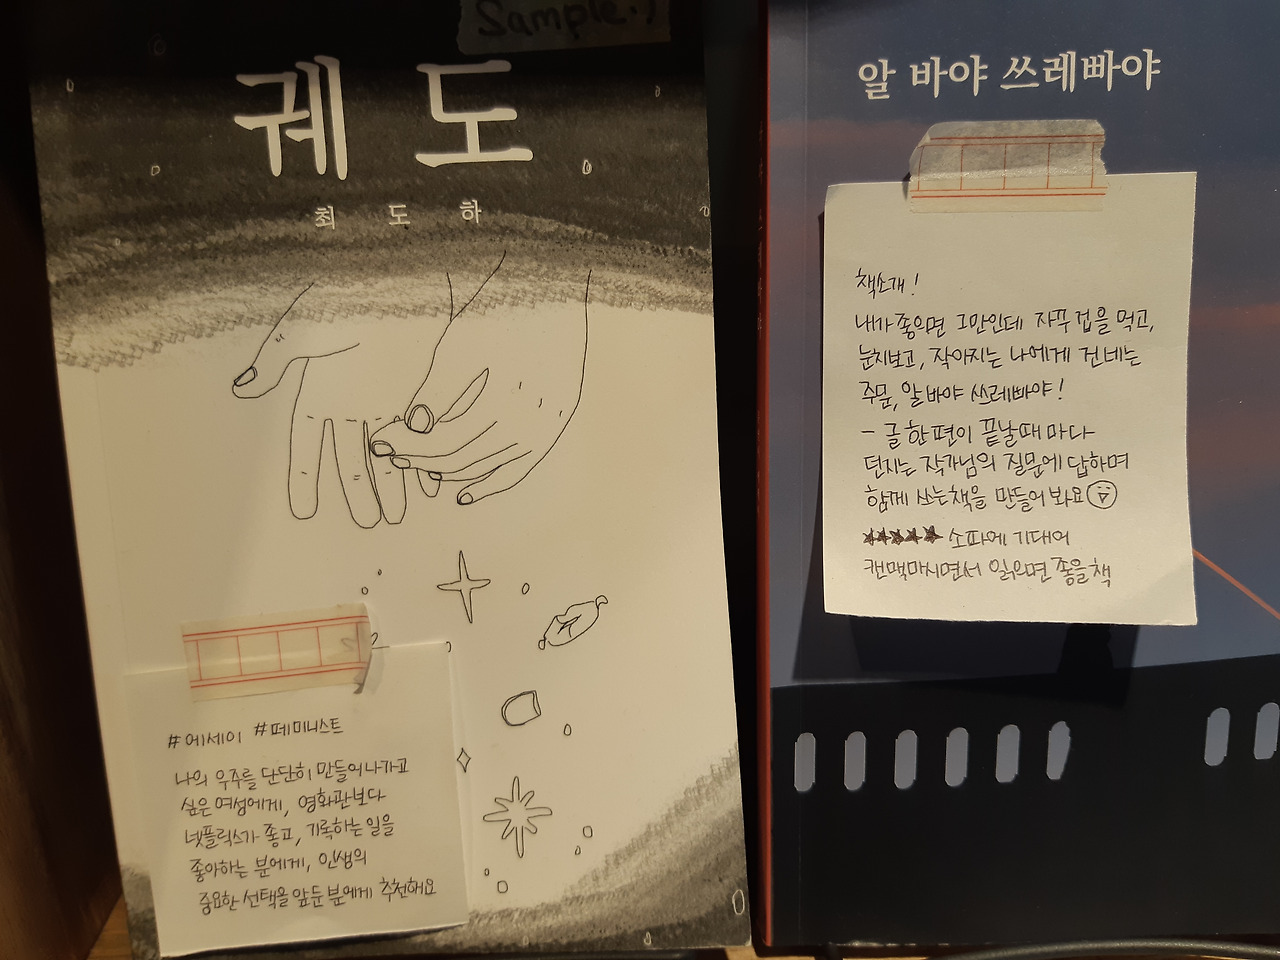 Sample :)
궤도
최도하
#에세이 #페미니스트
나의 우주를 단단히 만들어나가고
싶은 여성에게, 영화관보다
넷플릭스가 좋고, 기록하는 일을
좋아하는 분에게, 인생의
중요한 선택을 앞둔 분에게 추천해요
알 바야 쓰레빠야
책소개!
내가 좋으면 그만인데 자꾸 겁을 먹고,
눈치보고, 작아지는 나에게 건네는
주문, 알 바야 쓰레빠야!
- 글 한 편이 끝날 때마다
던지는 작가님의 질문에 답하며
함께 쓰는 책을 만들어 봐요
★★★★★ 소파에 기대어
캔맥마시면서 읽으면 좋을 책